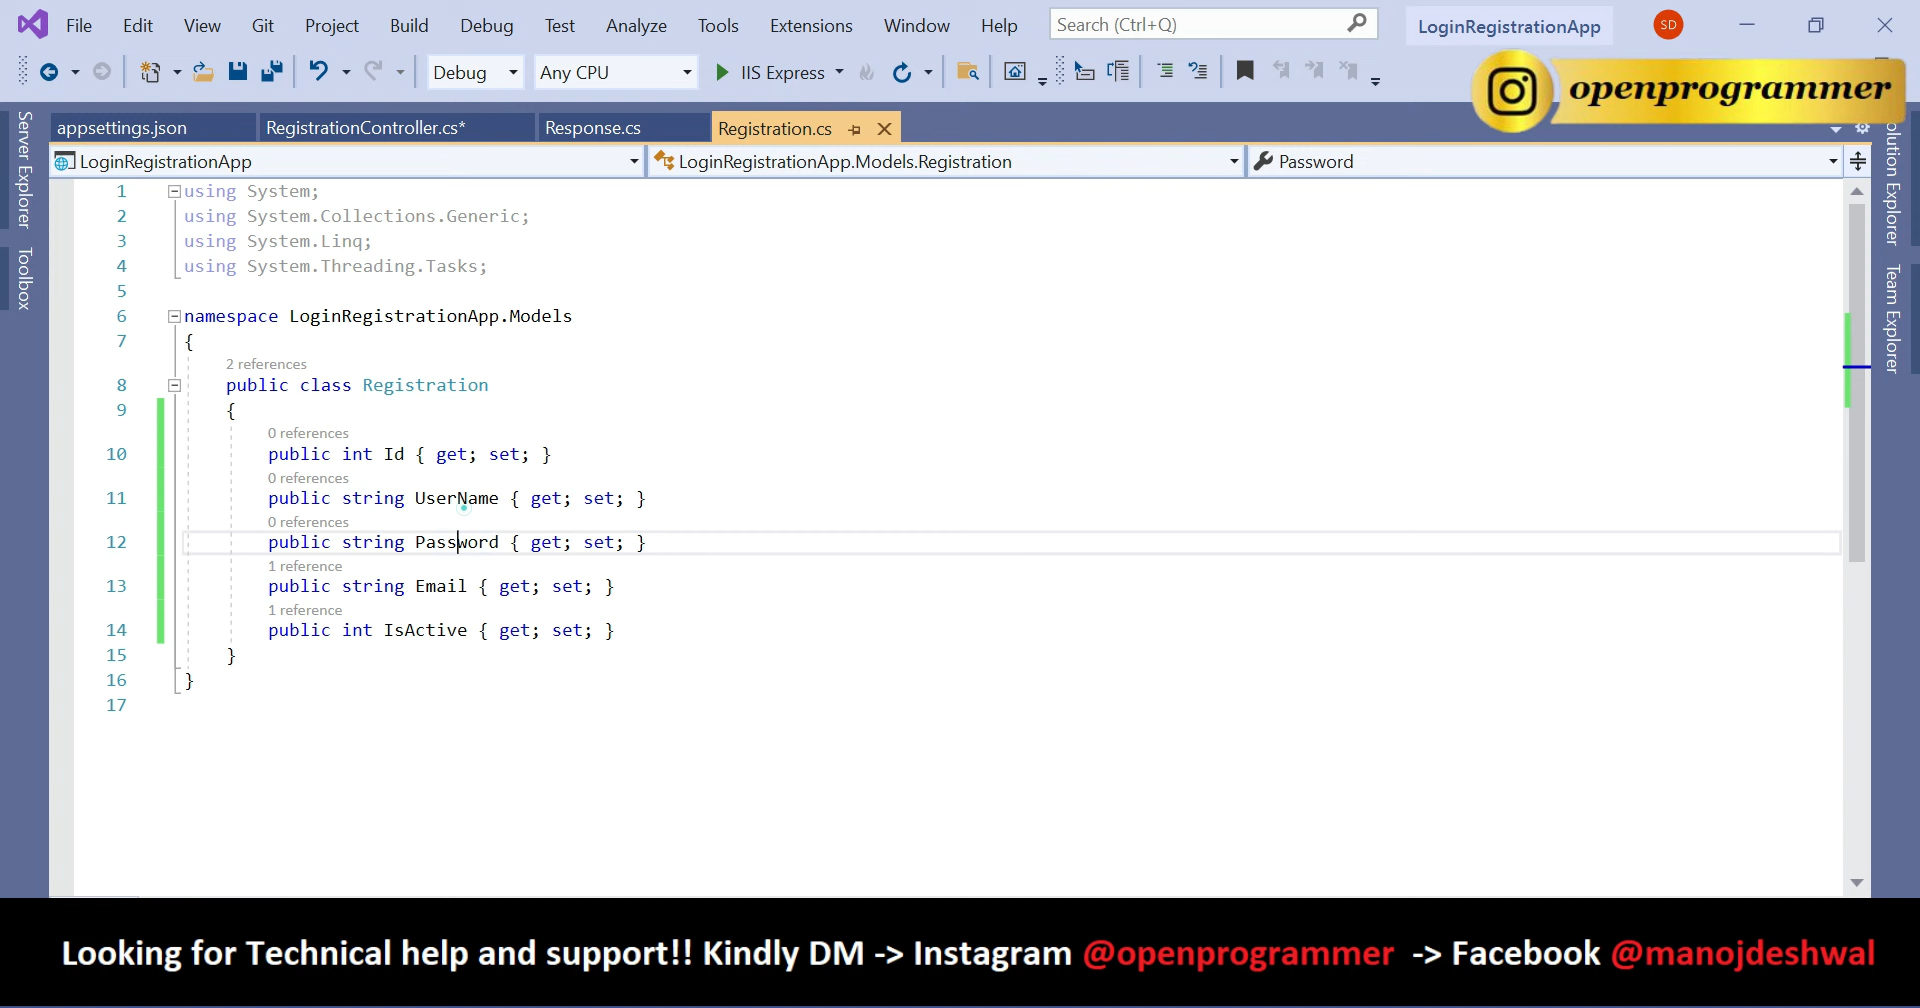 File Edit View Git Project Build Debug Test Analyze Tools Extensions Window Help Search (Ctrl+Q) LoginRegistrationApp SD
Debug Any CPU IIS Express
openprogrammer
appsettings.json RegistrationController.cs* Response.cs Registration.cs
LoginRegistrationApp LoginRegistrationApp.Models.Registration Password
Server Explorer
Toolbox
1 using System;
2 using System.Collections.Generic;
3 using System.Linq;
4 using System.Threading.Tasks;
5
6 namespace LoginRegistrationApp.Models
7 {
2 references
8 public class Registration
9 {
0 references
10 public int Id { get; set; }
0 references
11 public string UserName { get; set; }
0 references
12 public string Password { get; set; }
1 reference
13 public string Email { get; set; }
1 reference
14 public int IsActive { get; set; }
15 }
16 }
17
olution Explorer
Team Explorer
Looking for Technical help and support!! Kindly DM -> Instagram @openprogrammer -> Facebook @manojdeshwal